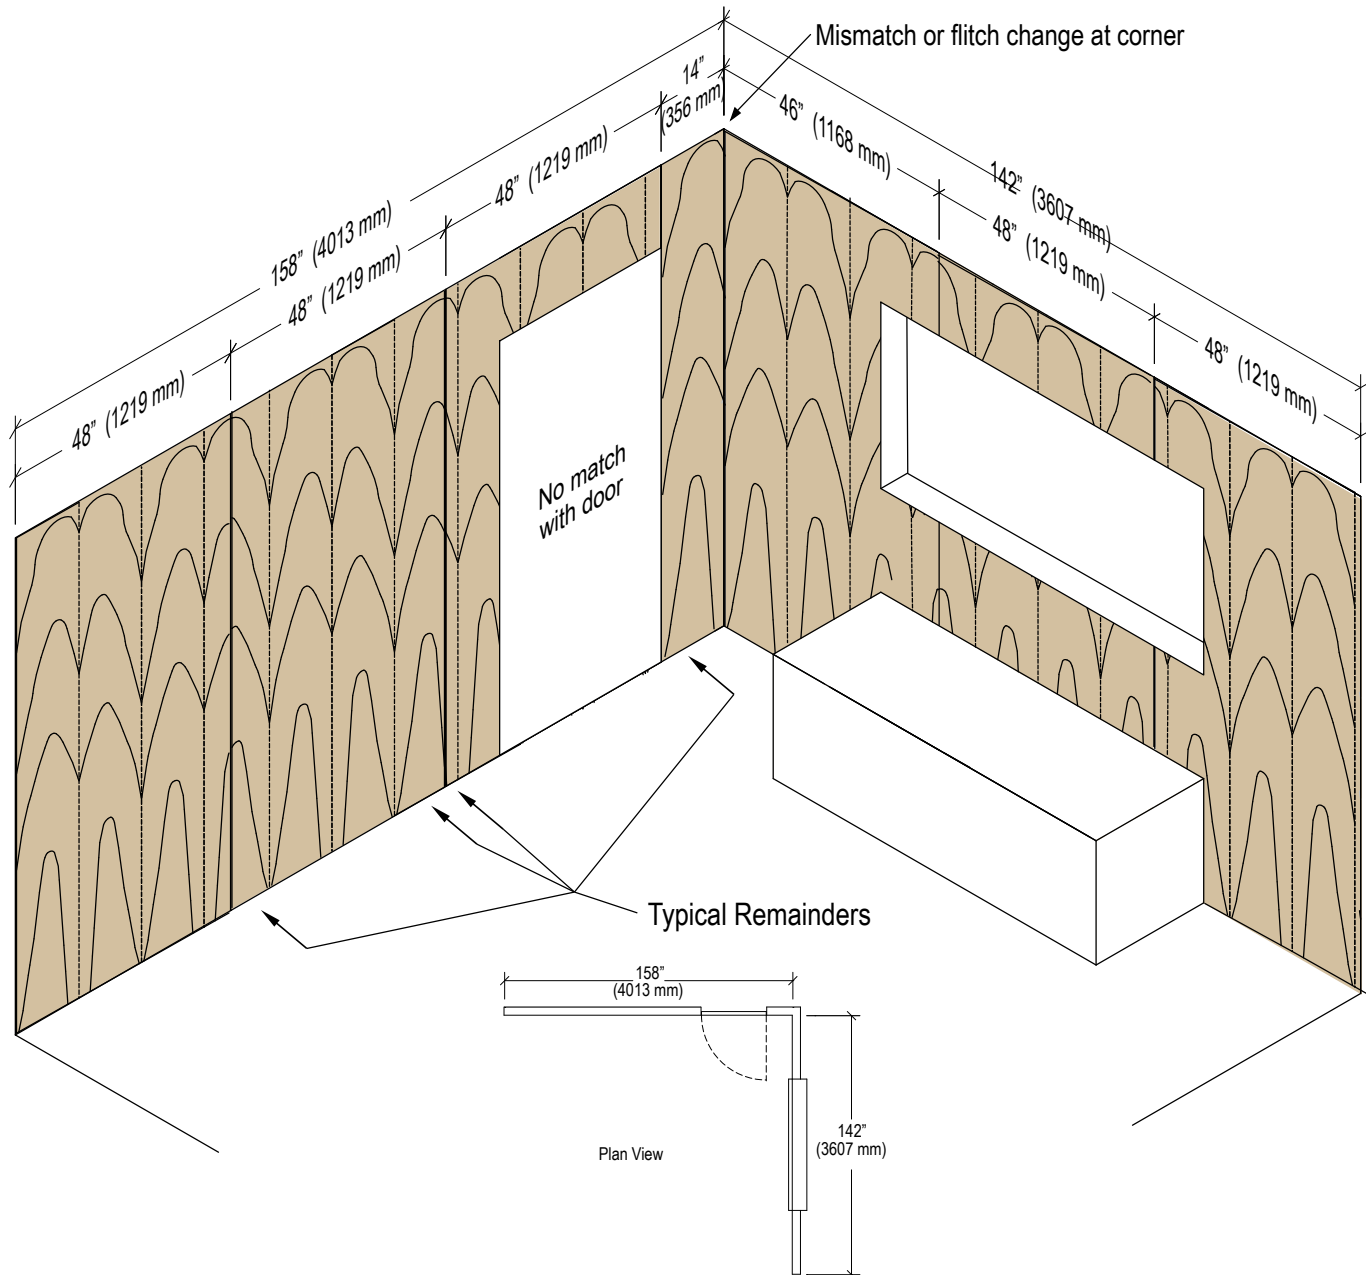 Mismatch or flitch change at corner
14”
(356 mm)
46” (1168 mm)
142” (3607 mm)
48” (1219 mm)
158” (4013 mm)
48” (1219 mm)
48” (1219 mm)
48” (1219 mm)
48” (1219 mm)
No match
with door
Typical Remainders
158”
(4013 mm)
142”
(3607 mm)
Plan View